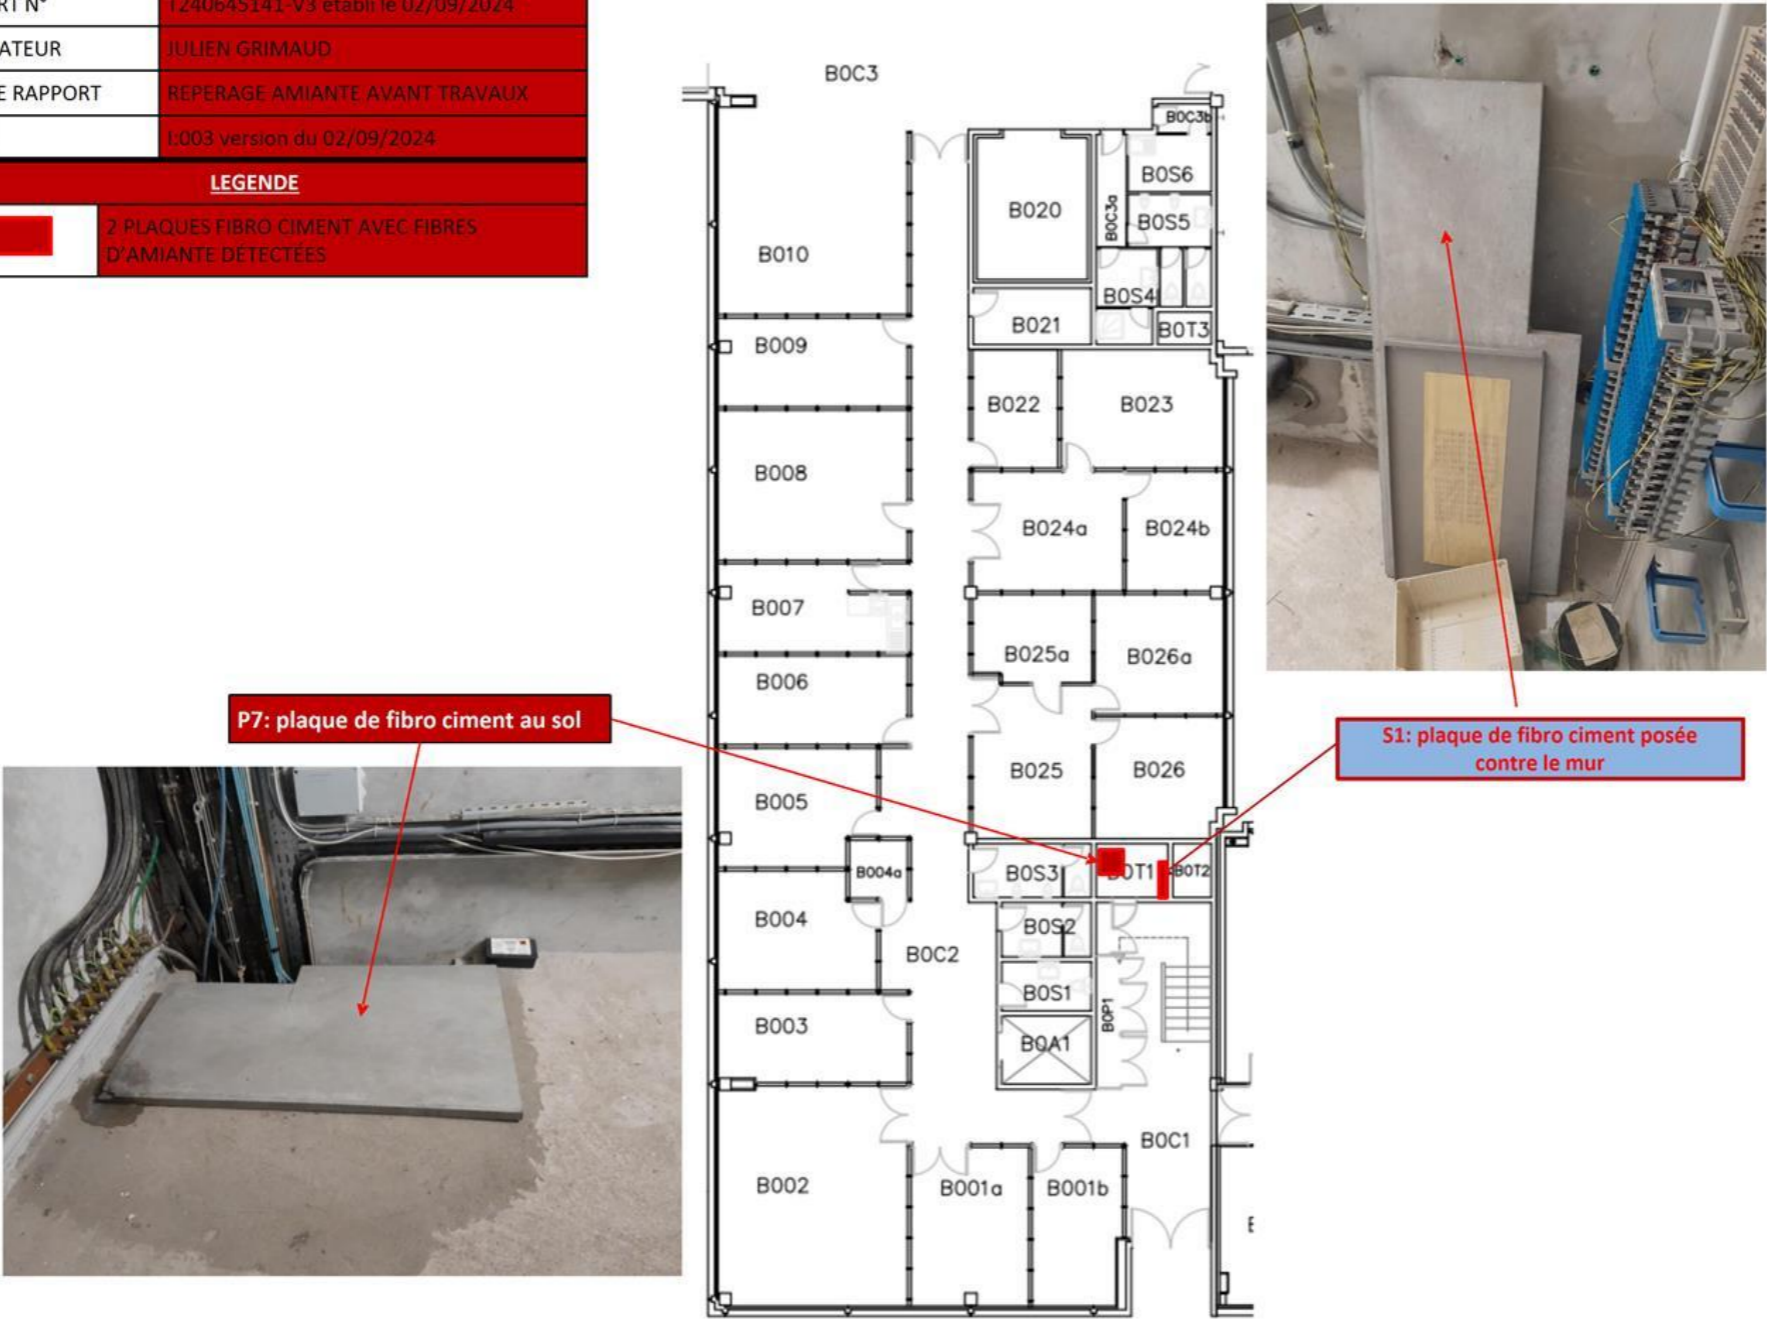 RT N° T240645141-V3 établi le 02/09/2024
ATEUR JULIEN GRIMAUD
E RAPPORT REPERAGE AMIANTE AVANT TRAVAUX
I:003 version du 02/09/2024
LEGENDE
2 PLAQUES FIBRO CIMENT AVEC FIBRES
D'AMIANTE DÉTECTÉES
B0C3
B0C3b
B0S6
B020
B0C3a
B0S5
B010
B0S4
B021
B0T3
B009
B022
B023
B008
B024a
B024b
B007
B025a
B026a
B006
P7: plaque de fibro ciment au sol
S1: plaque de fibro ciment posée
contre le mur
B025
B026
B005
B004a
B0S3
B0T1
B0T2
B004
B0S2
B0C2
B0S1
B0P1
B003
B0A1
B0C1
B002
B001a
B001b